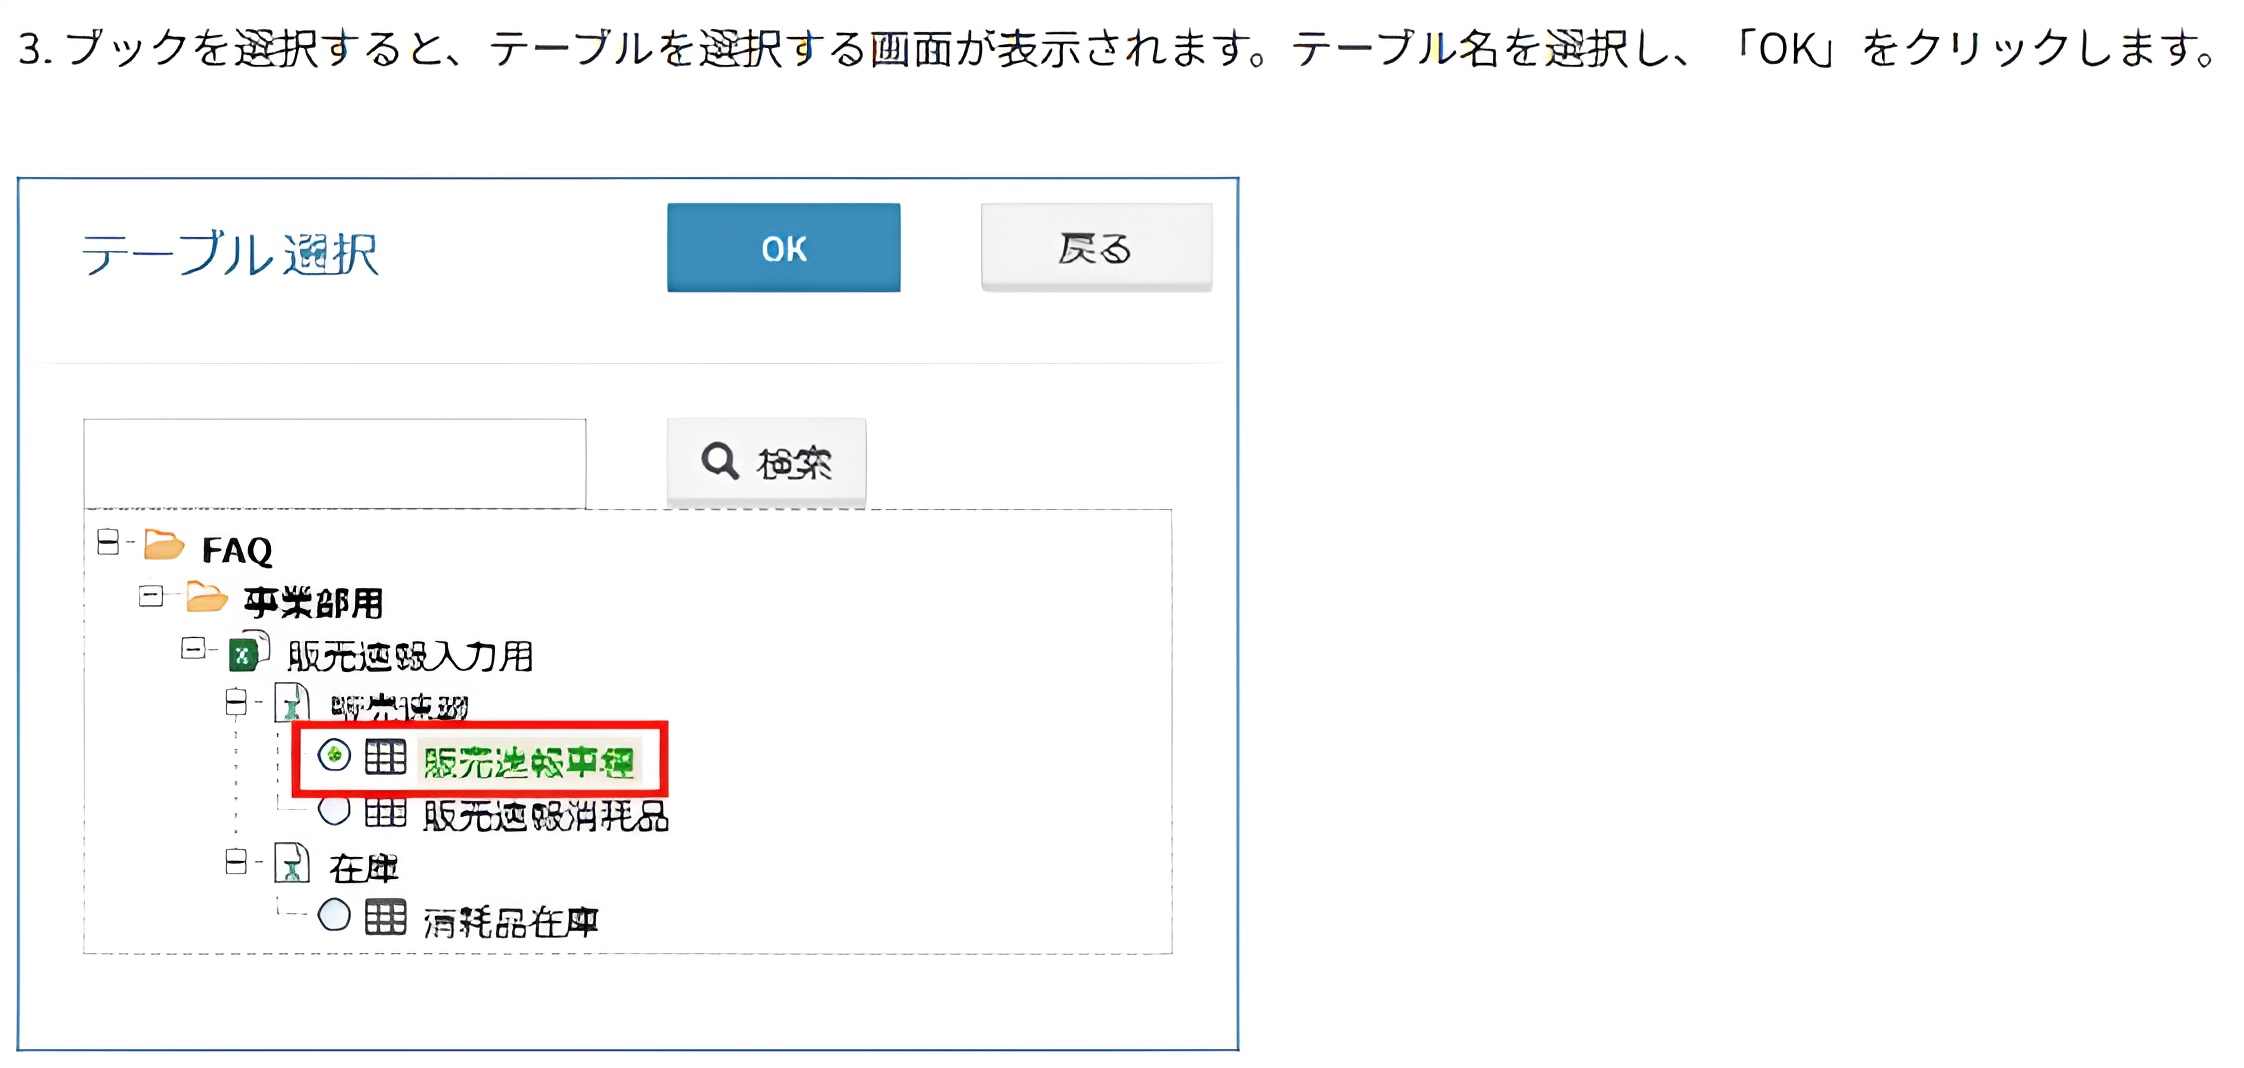 3. ブックを選択すると、テーブルを選択する画面が表示されます。テーブル名を選択し、「OK」をクリックします。
テーブル選択
OK
戻る
検索
FAQ
事業部用
販売速報入力用
販売速報
販売速報車種
販売速報消耗品
在庫
消耗品在庫